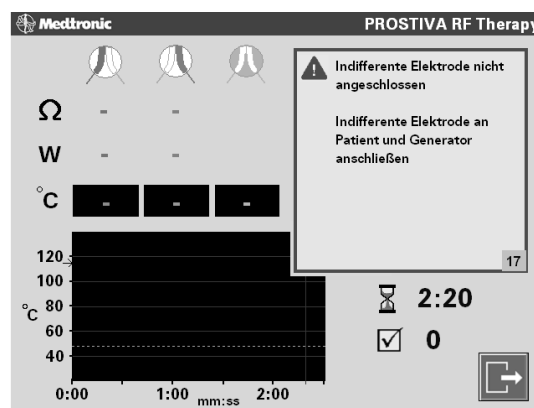 Medtronic
PROSTIVA RF Therapy
Indifferente Elektrode nicht
angeschlossen
Indifferente Elektrode an
Patient und Generator
anschließen
17
Ω - -
W - -
°C - - -
120
100
°C 80
60
40
0:00 1:00 mm:ss 2:00
2:20
0